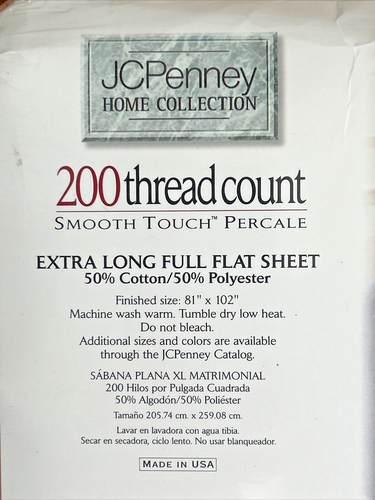 JCPenney
HOME COLLECTION
200 thread count
SMOOTH TOUCH™ PERCALE
EXTRA LONG FULL FLAT SHEET
50% Cotton/50% Polyester
Finished size: 81" x 102"
Machine wash warm. Tumble dry low heat.
Do not bleach.
Additional sizes and colors are available
through the JCPenney Catalog.
SÁBANA PLANA XL MATRIMONIAL
200 Hilos por Pulgada Cuadrada
50% Algodón/50% Poliéster
Tamaño 205.74 cm. x 259.08 cm.
Lavar en lavadora con agua tibia.
Secar en secadora, ciclo lento. No usar blanqueador.
MADE IN USA